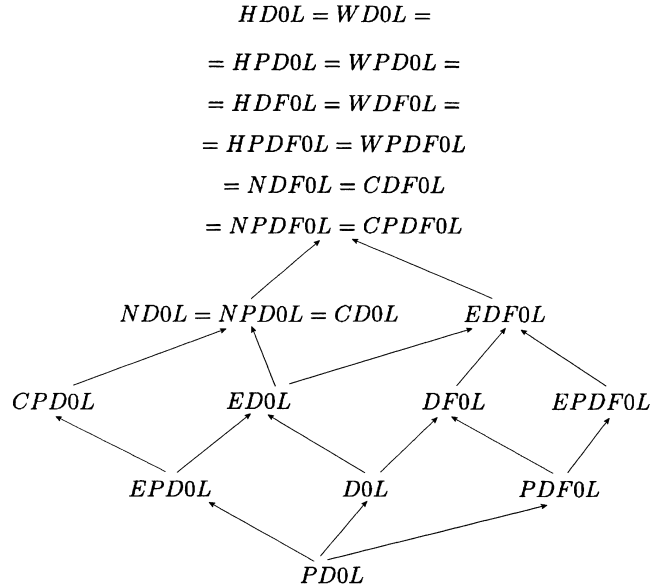 HD0L = WD0L =
= HPD0L = WPD0L =
= HDF0L = WDF0L =
= HPDF0L = WPDF0L
= NDF0L = CDF0L
= NPDF0L = CPDF0L
ND0L = NPD0L = CD0L EDF0L
CPD0L ED0L DF0L EPDF0L
EPD0L D0L PDF0L
PD0L